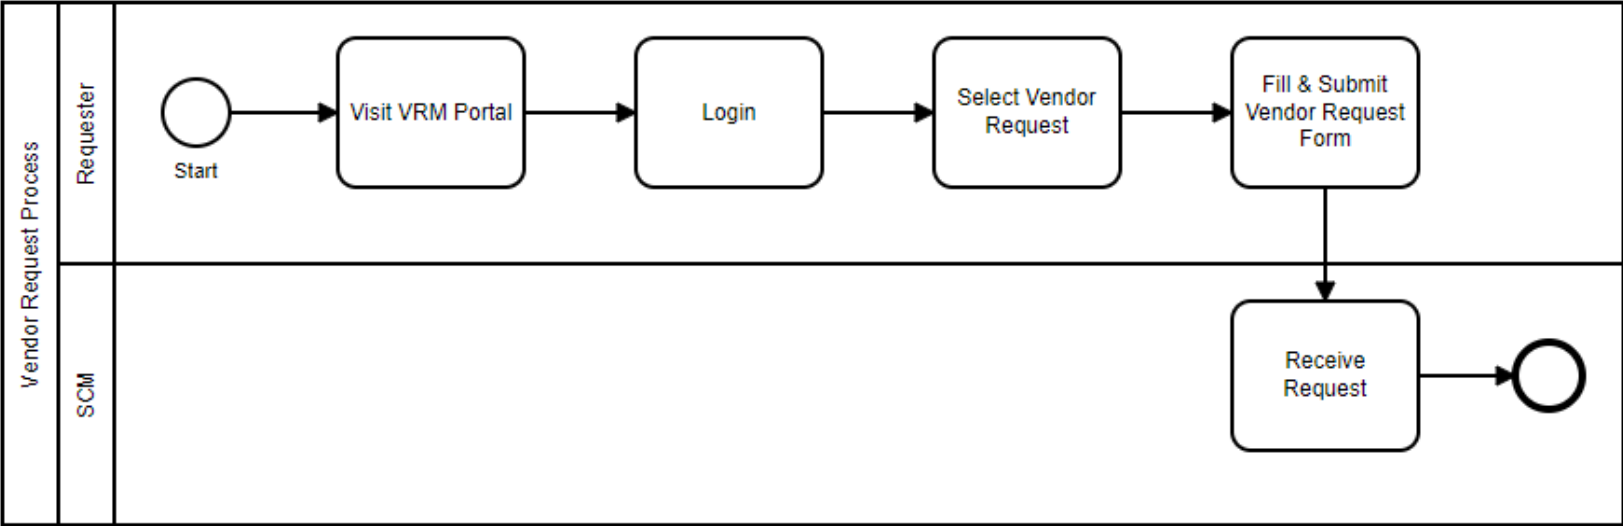 Vendor Request Process
Requester
Start
Visit VRM Portal
Login
Select Vendor
Request
Fill & Submit
Vendor Request
Form
SCM
Receive
Request